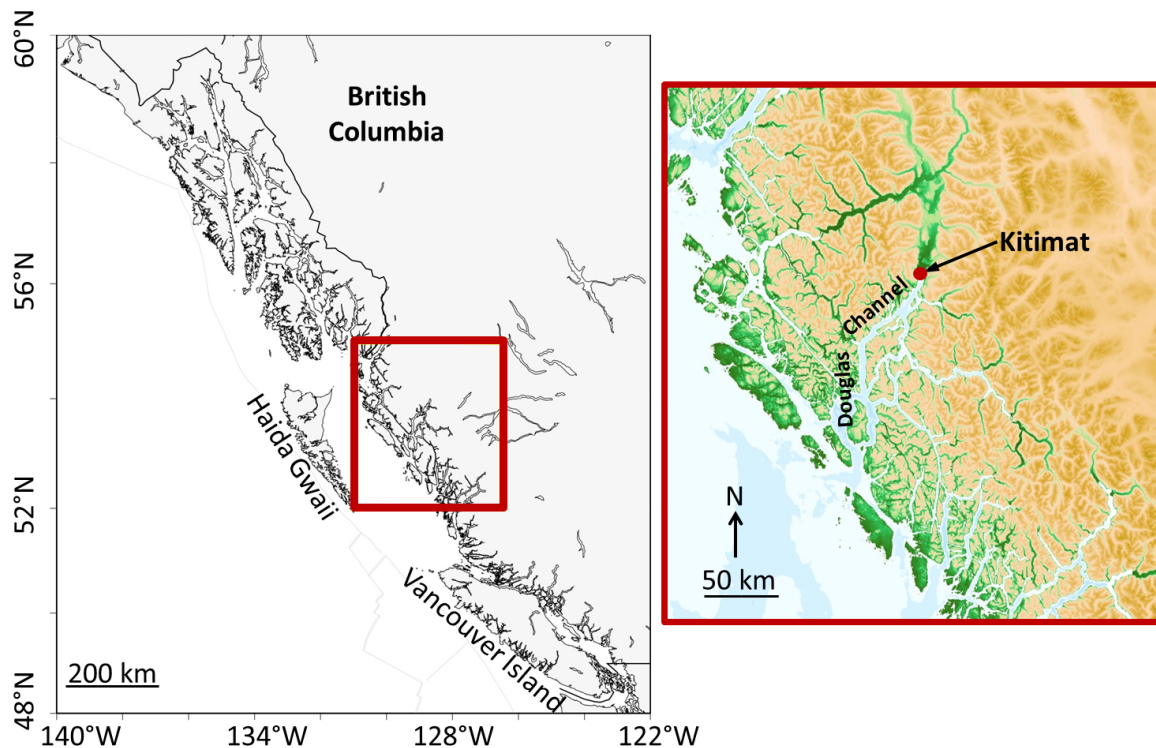 60°N
56°N
52°N
48°N
140°W
134°W
128°W
122°W
British
Columbia
Haida Gwaii
Vancouver Island
200 km
Kitimat
Douglas Channel
N
50 km